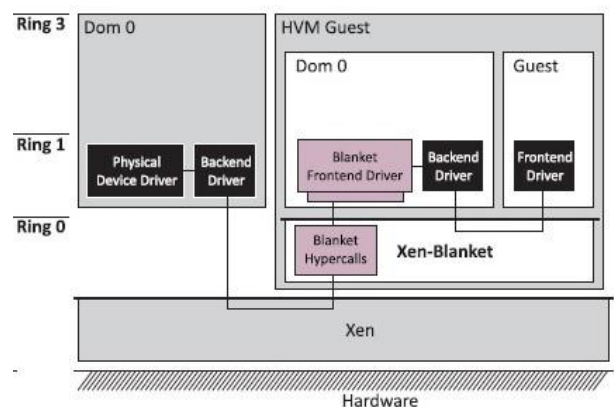 Ring 3
Dom 0
HVM Guest
Dom 0
Guest
Ring 1
Physical
Device Driver
Backend
Driver
Blanket
Frontend Driver
Backend
Driver
Frontend
Driver
Ring 0
Blanket
Hypercalls
Xen-Blanket
Xen
Hardware